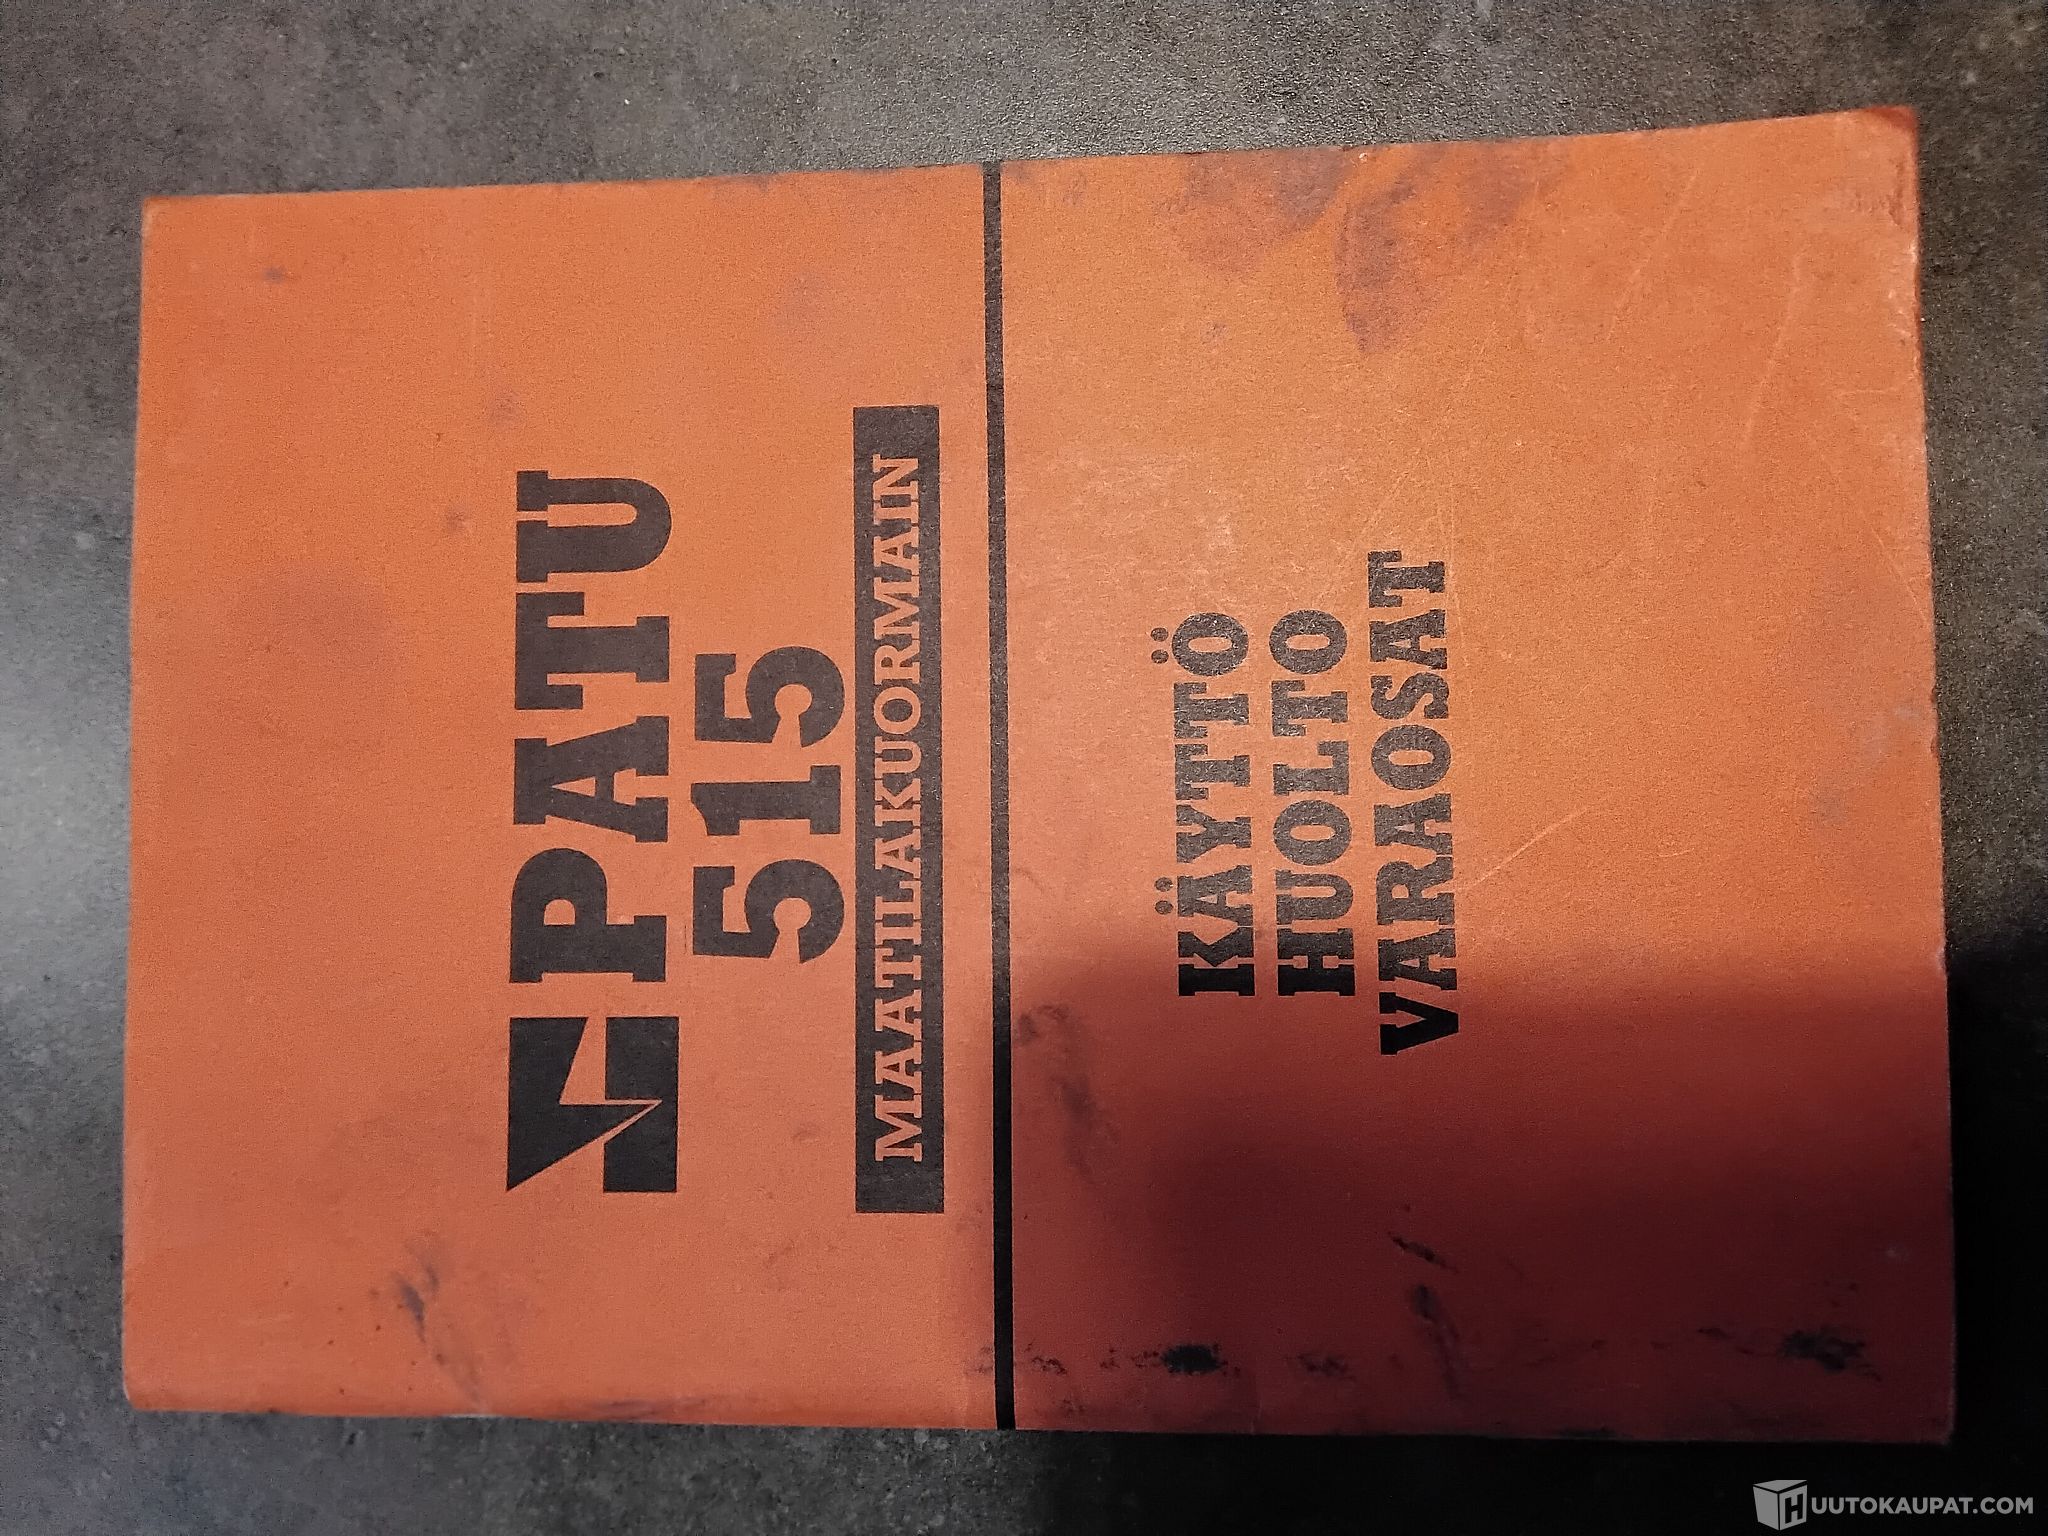 PATU
515
MAATILAKUORMAIN
KÄYTTÖ
HUOLTO
VARAOSAT
HUUTOKAUPAT.COM